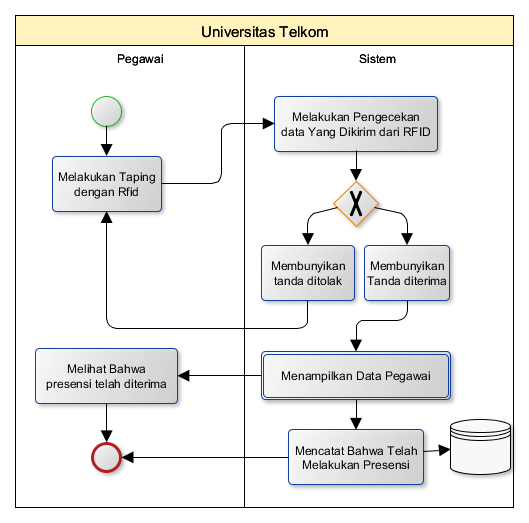 Universitas Telkom
Pegawai
Sistem
Melakukan Pengecekan
data Yang Dikirim dari RFID
Melakukan Taping
dengan Rfid
X
Membunyikan
tanda ditolak
Membunyikan
Tanda diterima
Melihat Bahwa
presensi telah diterima
Menampilkan Data Pegawai
Mencatat Bahwa Telah
Melakukan Presensi